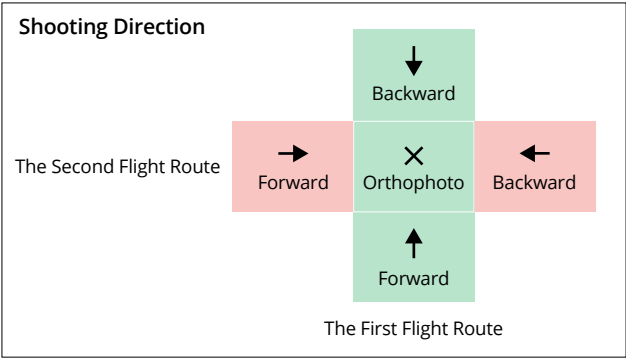 Shooting Direction
Backward
The Second Flight Route
Forward
Orthophoto
Backward
Forward
The First Flight Route